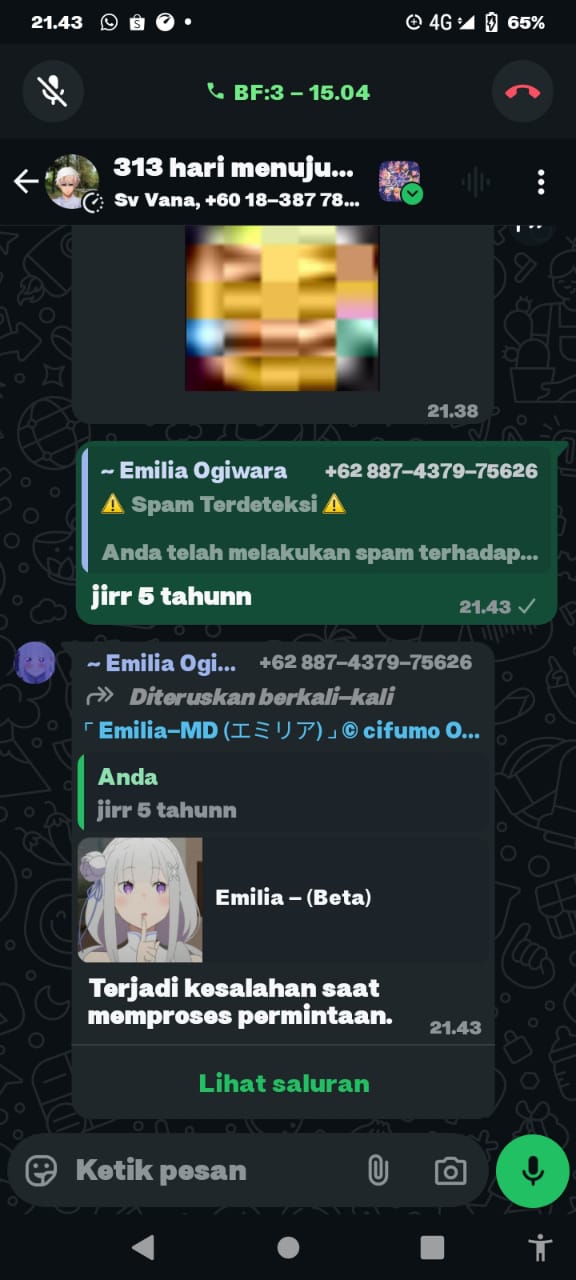 21.43
4G
65%
BF:3 – 15.04
313 hari menuju...
Sv Vana, +60 18–387 78...
21.38
~ Emilia Ogiwara +62 887–4379–75626
⚠️ Spam Terdeteksi ⚠️
Anda telah melakukan spam terhadap...
jirr 5 tahunn
21.43
~ Emilia Ogi... +62 887–4379–75626
Diteruskan berkali–kali
「 Emilia–MD (エミリア) 」© cifumo O...
Anda
jirr 5 tahunn
Emilia – (Beta)
Terjadi kesalahan saat
memproses permintaan.
21.43
Lihat saluran
Ketik pesan